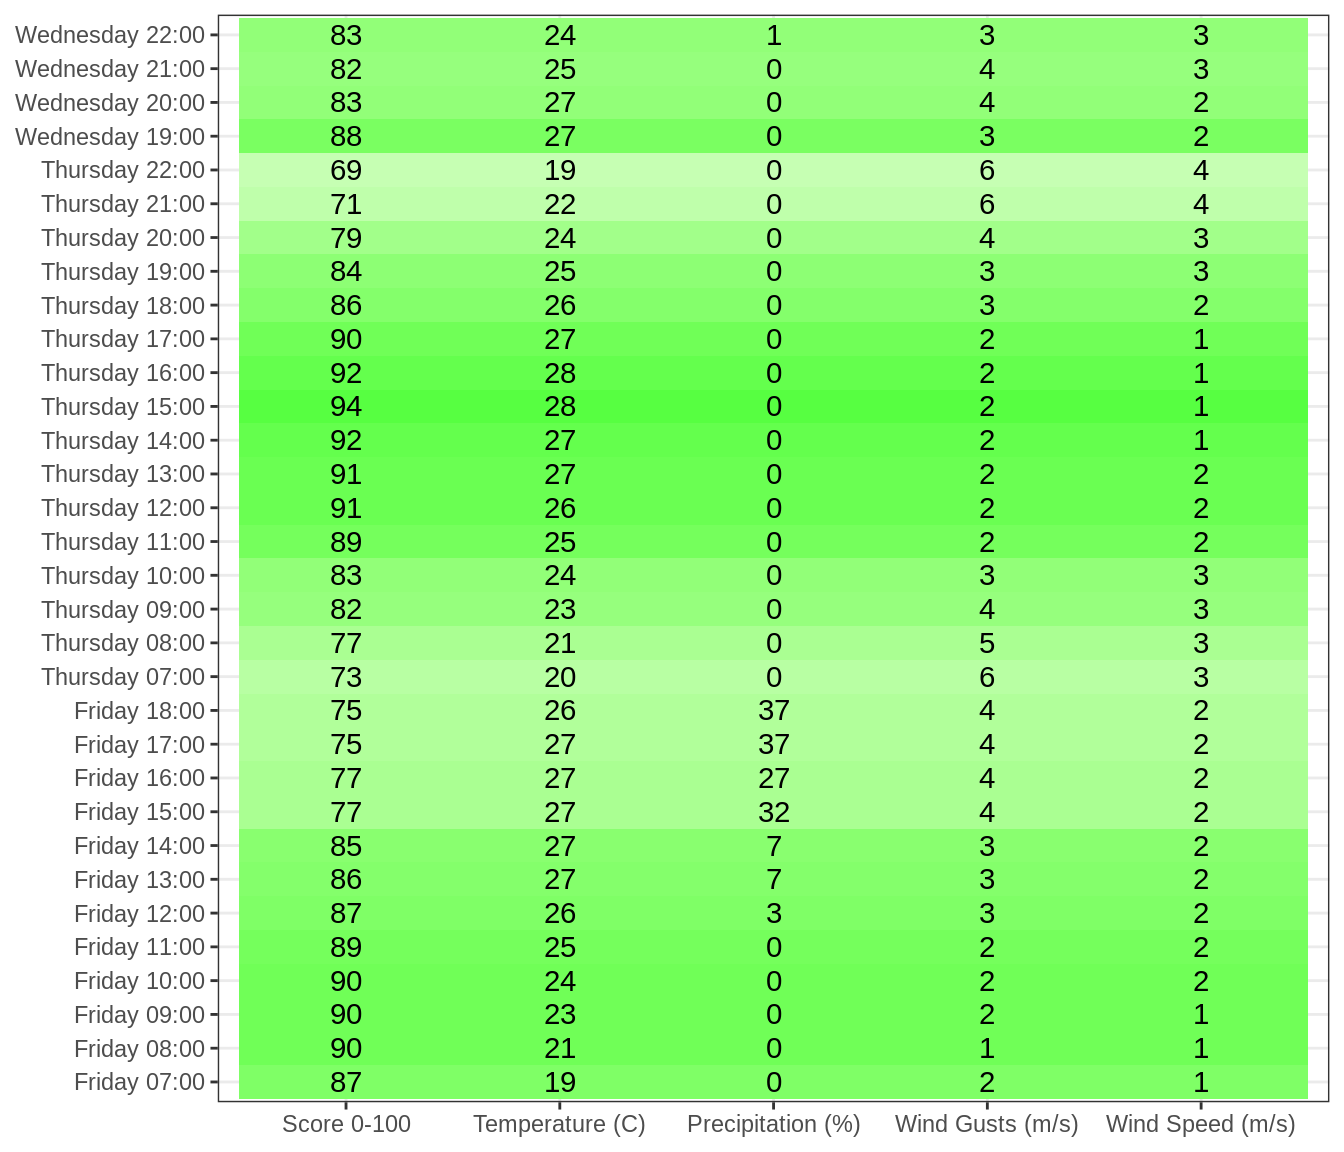 Wednesday 22:00 83 24 1 3 3
Wednesday 21:00 82 25 0 4 3
Wednesday 20:00 83 27 0 4 2
Wednesday 19:00 88 27 0 3 2
Thursday 22:00 69 19 0 6 4
Thursday 21:00 71 22 0 6 4
Thursday 20:00 79 24 0 4 3
Thursday 19:00 84 25 0 3 3
Thursday 18:00 86 26 0 3 2
Thursday 17:00 90 27 0 2 1
Thursday 16:00 92 28 0 2 1
Thursday 15:00 94 28 0 2 1
Thursday 14:00 92 27 0 2 1
Thursday 13:00 91 27 0 2 2
Thursday 12:00 91 26 0 2 2
Thursday 11:00 89 25 0 2 2
Thursday 10:00 83 24 0 3 3
Thursday 09:00 82 23 0 4 3
Thursday 08:00 77 21 0 5 3
Thursday 07:00 73 20 0 6 3
Friday 18:00 75 26 37 4 2
Friday 17:00 75 27 37 4 2
Friday 16:00 77 27 27 4 2
Friday 15:00 77 27 32 4 2
Friday 14:00 85 27 7 3 2
Friday 13:00 86 27 7 3 2
Friday 12:00 87 26 3 3 2
Friday 11:00 89 25 0 2 2
Friday 10:00 90 24 0 2 2
Friday 09:00 90 23 0 2 1
Friday 08:00 90 21 0 1 1
Friday 07:00 87 19 0 2 1
Score 0-100 Temperature (C) Precipitation (%) Wind Gusts (m/s) Wind Speed (m/s)